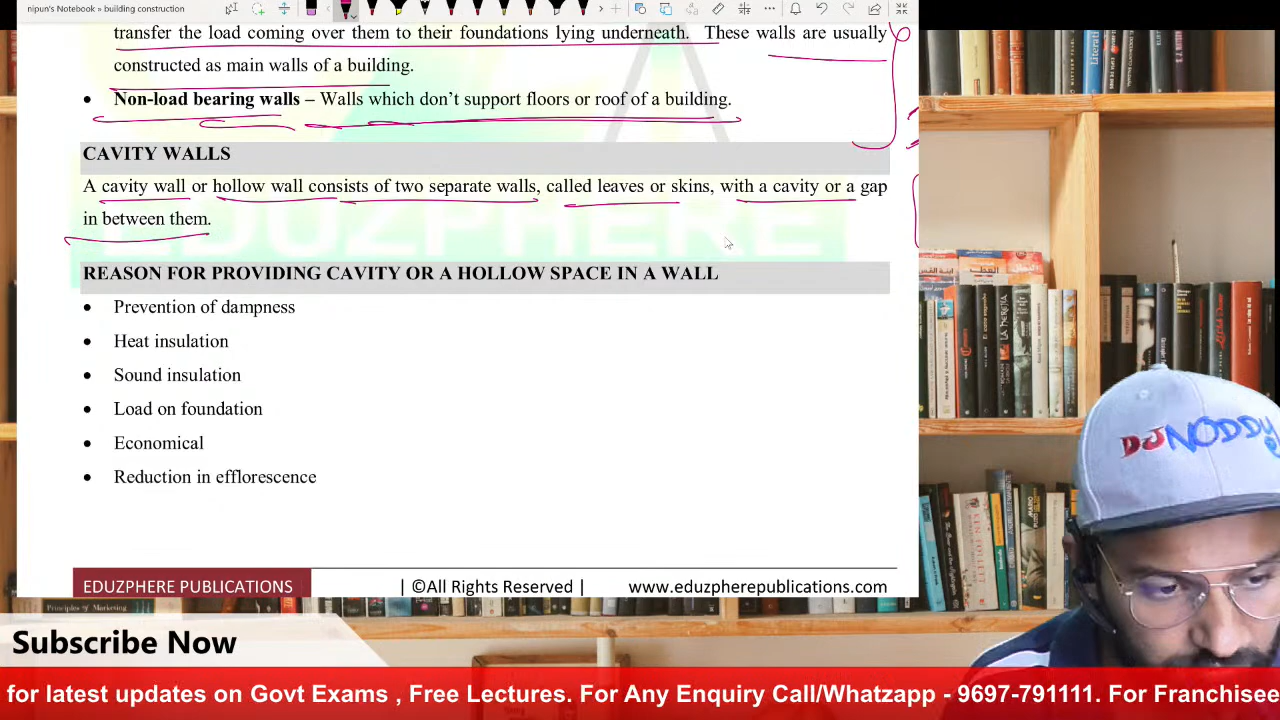 nipun's Notebook » building construction
transfer the load coming over them to their foundations lying underneath. These walls are usually
constructed as main walls of a building.
• Non-load bearing walls – Walls which don't support floors or roof of a building.
CAVITY WALLS
A cavity wall or hollow wall consists of two separate walls, called leaves or skins, with a cavity or a gap
in between them.
EDUZPHERE
REASON FOR PROVIDING CAVITY OR A HOLLOW SPACE IN A WALL
• Prevention of dampness
• Heat insulation
• Sound insulation
• Load on foundation
• Economical
• Reduction in efflorescence
EDUZPHERE PUBLICATIONS | ©All Rights Reserved | www.eduzpherepublications.com
DJNODDY
Principles of Marketing
Subscribe Now
for latest updates on Govt Exams , Free Lectures. For Any Enquiry Call/Whatzapp - 9697-791111. For Franchisee